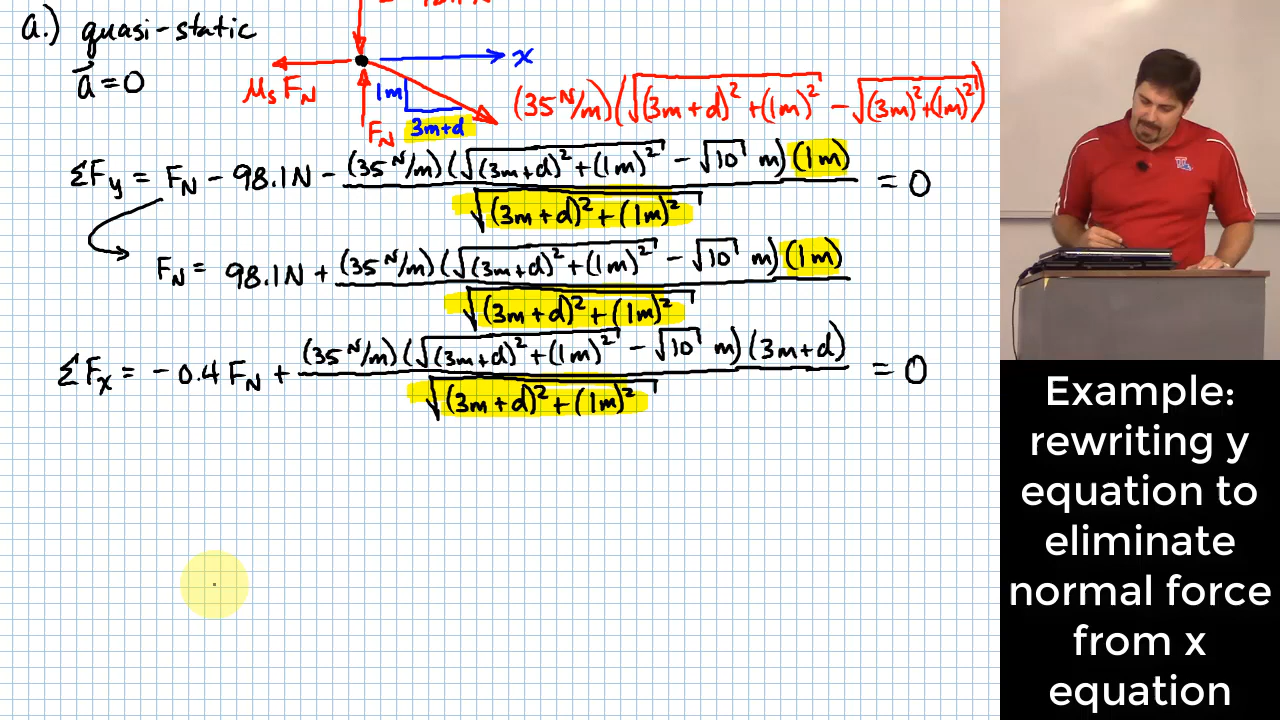 a.) quasi-static
a⃗ = 0
x
μs FN
1m
3m+d
FN
(35 N/m)(√((3m+d)² + (1m)²) − √((3m)² + (1m)²))
ΣFy = FN − 98.1N − (35 N/m)(√((3m+d)² + (1m)²) − √10 m)(1m) = 0
√((3m+d)² + (1m)²)
FN = 98.1N + (35 N/m)(√((3m+d)² + (1m)²) − √10 m)(1m)
√((3m+d)² + (1m)²)
ΣFx = − 0.4 FN + (35 N/m)(√((3m+d)² + (1m)²) − √10 m)(3m+d) = 0
√((3m+d)² + (1m)²)
Example:
rewriting y
equation to
eliminate
normal force
from x
equation